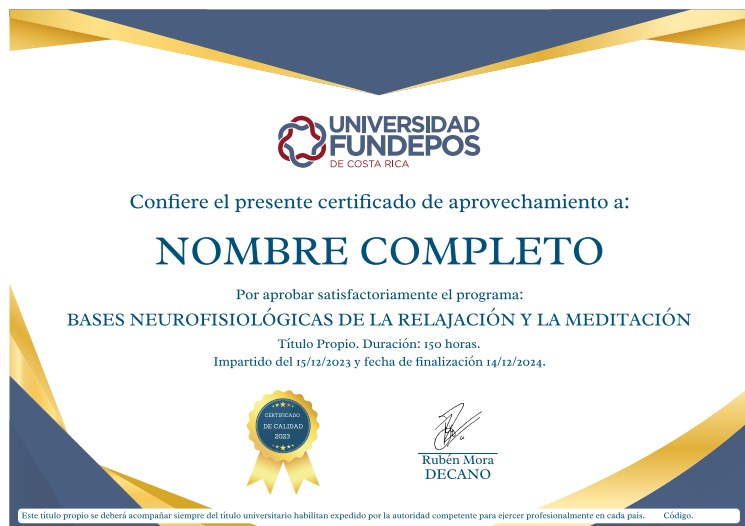 UNIVERSIDAD
FUNDEPOS
DE COSTA RICA
Confiere el presente certificado de aprovechamiento a:
NOMBRE COMPLETO
Por aprobar satisfactoriamente el programa:
BASES NEUROFISIOLÓGICAS DE LA RELAJACIÓN Y LA MEDITACIÓN
Título Propio. Duración: 150 horas.
Impartido del 15/12/2023 y fecha de finalización 14/12/2024.
CERTIFICADO
DE CALIDAD
2023
Rubén Mora
DECANO
Este título propio se deberá acompañar siempre del título universitario habilitan expedido por la autoridad competente para ejercer profesionalmente en cada país. Código.